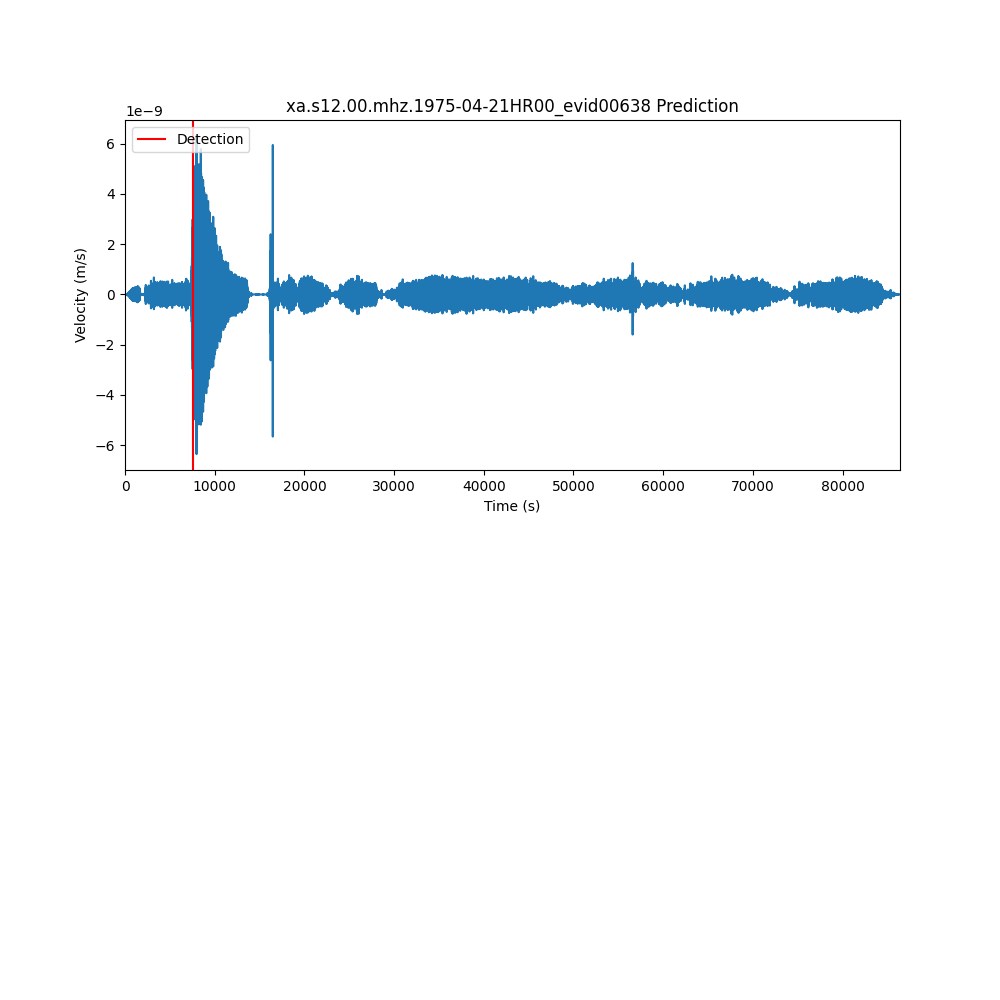 xa.s12.00.mhz.1975-04-21HR00_evid00638 Prediction
1e−9
Detection
6
4
2
0
−2
−4
−6
Velocity (m/s)
0 10000 20000 30000 40000 50000 60000 70000 80000
Time (s)